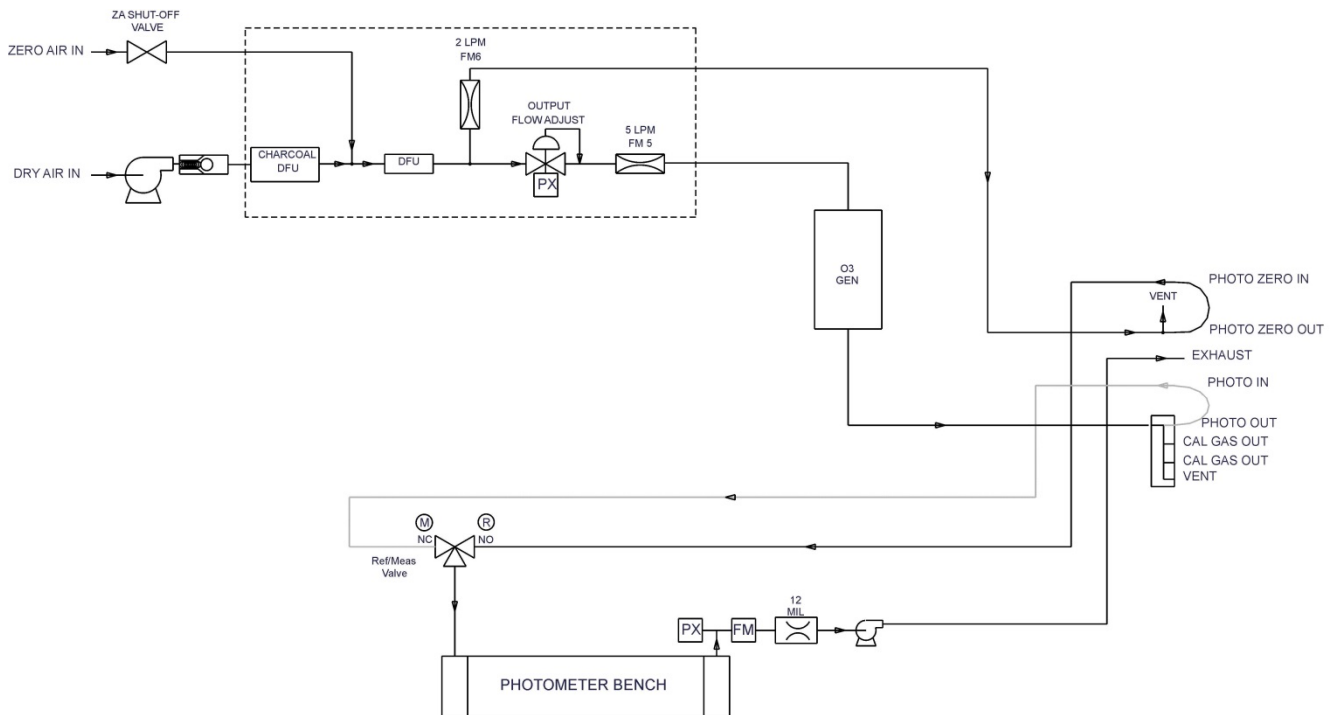 ZA SHUT-OFF
VALVE
ZERO AIR IN
2 LPM
FM6
OUTPUT
FLOW ADJUST
5 LPM
FM 5
CHARCOAL
DFU
DFU
PX
DRY AIR IN
O3
GEN
PHOTO ZERO IN
VENT
PHOTO ZERO OUT
EXHAUST
PHOTO IN
PHOTO OUT
CAL GAS OUT
CAL GAS OUT
VENT
M
R
NC
NO
Ref/Meas
Valve
12
MIL
PX
FM
PHOTOMETER BENCH